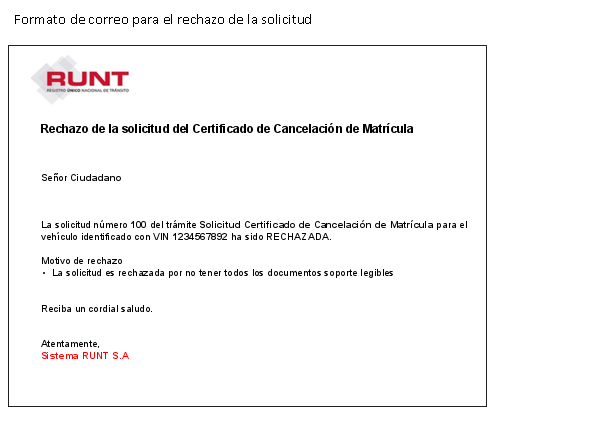 Formato de correo para el rechazo de la solicitud
RUNT
REGISTRO ÚNICO NACIONAL DE TRÁNSITO
Rechazo de la solicitud del Certificado de Cancelación de Matrícula
Señor Ciudadano
La solicitud número 100 del trámite Solicitud Certificado de Cancelación de Matrícula para el
vehículo identificado con VIN 1234567892 ha sido RECHAZADA.
Motivo de rechazo
• La solicitud es rechazada por no tener todos los documentos soporte legibles
Reciba un cordial saludo.
Atentamente,
Sistema RUNT S.A